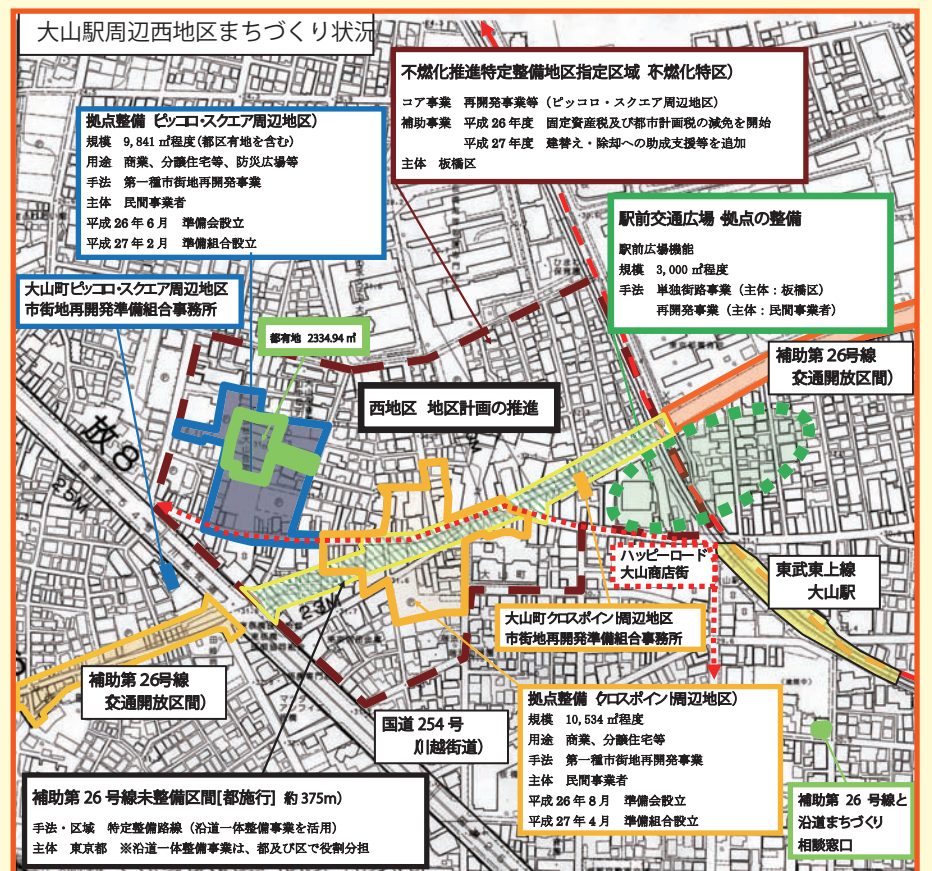 大山駅周辺西地区まちづくり状況
不燃化推進特定整備地区指定区域 不燃化特区)
コア事業 再開発事業等(ピッコロ・スクエア周辺地区)
補助事業 平成26年度 固定資産税及び都市計画税の減免を開始
平成27年度 建替え・除却への助成支援等を追加
主体 板橋区
拠点整備 ピッコロ・スクエア周辺地区)
規模 9,841㎡程度(都区有地を含む)
用途 商業、分譲住宅等、防災広場等
手法 第一種市街地再開発事業
主体 民間事業者
平成26年6月 準備会設立
平成27年2月 準備組合設立
駅前交通広場 拠点の整備
駅前広場機能
規模 3,000㎡程度
手法 単独街路事業(主体:板橋区)
再開発事業(主体:民間事業者)
大山町ピッコロ・スクエア周辺地区
市街地再開発準備組合事務所
都有地 2334.94㎡
補助第26号線
交通開放区間)
西地区 地区計画の推進
放8
25M
23M
ハッピーロード
大山商店街
東武東上線
大山駅
大山町クロスポイント周辺地区
市街地再開発準備組合事務所
補助第26号線
交通開放区間)
国道254号
川越街道)
拠点整備 クロスポイント周辺地区)
規模 10,534㎡程度
用途 商業、分譲住宅等
手法 第一種市街地再開発事業
主体 民間事業者
平成26年8月 準備会設立
平成27年4月 準備組合設立
補助第26号線未整備区間[都施行] 約375m)
手法・区域 特定整備路線(沿道一体整備事業を活用)
主体 東京都 ※沿道一体整備事業は、都及び区で役割分担
補助第26号線と
沿道まちづくり
相談窓口